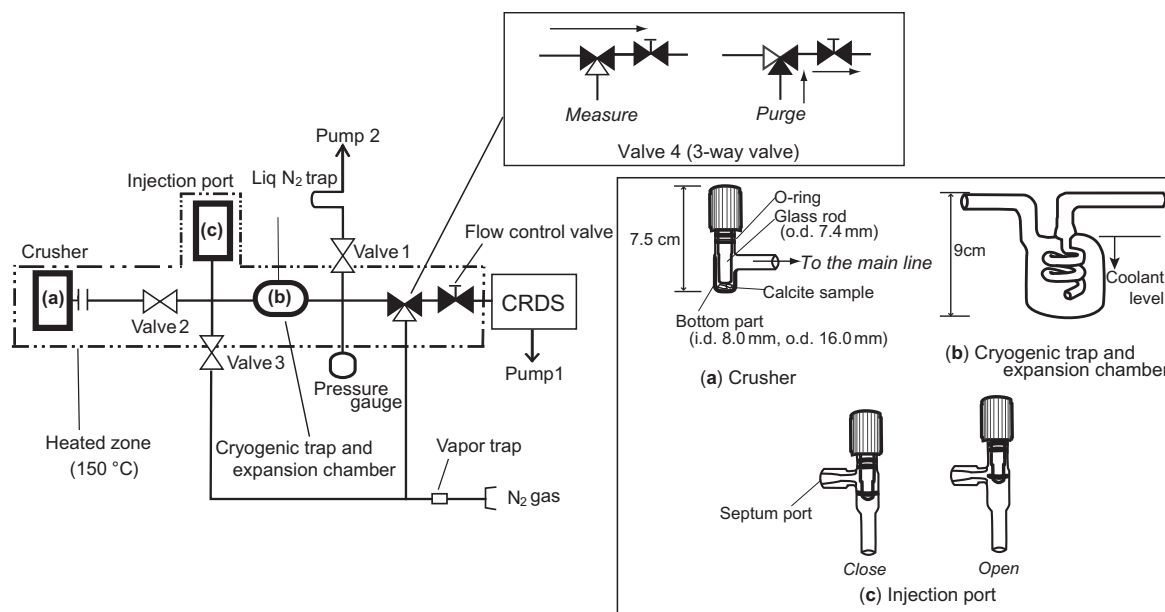 Measure
Purge
Valve 4 (3-way valve)
Pump 2
Liq N2 trap
Injection port
(c)
Valve 1
Flow control valve
Crusher
(a)
Valve 2
(b)
CRDS
Valve 3
Pump1
Pressure
gauge
Heated zone
(150 °C)
Cryogenic trap and
expansion chamber
Vapor trap
N2 gas
O-ring
Glass rod
(o.d. 7.4 mm)
7.5 cm
To the main line
Calcite sample
Bottom part
(i.d. 8.0 mm, o.d. 16.0 mm)
(a) Crusher
9cm
Coolant
level
(b) Cryogenic trap and
expansion chamber
Septum port
Close
Open
(c) Injection port